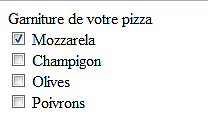 Garniture de votre pizza
Mozzarela
Champigon
Olives
Poivrons